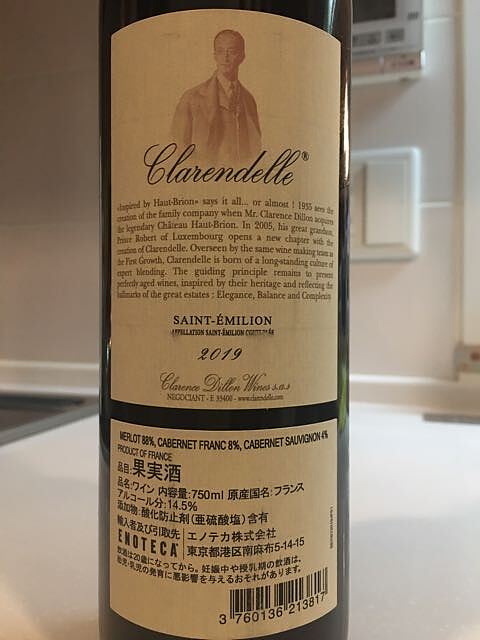 Clarendelle®
«Inspired by Haut-Brion» says it all... or almost ! 1935 sees the
creation of the family company when Mr. Clarence Dillon acquires
the legendary Château Haut-Brion. In 2005, his great grandson,
Prince Robert of Luxembourg opens a new chapter with the
creation of Clarendelle. Overseen by the same wine making team as
the First Growth, Clarendelle is born of a long-standing culture of
expert blending. The guiding principle remains to present
perfectly aged wines, inspired by their heritage and reflecting the
hallmarks of the great estates : Elegance, Balance and Complexity.
SAINT-ÉMILION
APPELLATION SAINT-ÉMILION CONTRÔLÉE
2019
Clarence Dillon Wines s.a.s
NEGOCIANT - F 33400 - www.clarendelle.com
MERLOT 88%, CABERNET FRANC 8%, CABERNET SAUVIGNON 4%
PRODUCT OF FRANCE
品目:果実酒
品名:ワイン 内容量:750ml 原産国名:フランス
アルコール分:14.5%
添加物:酸化防止剤(亜硫酸塩)含有
輸入者及び引取先 エノテカ株式会社
ENOTECA 東京都港区南麻布5-14-15
飲酒は20歳になってから。妊娠中や授乳期の飲酒は、
胎児・乳児の発育に悪影響を与えるおそれがあります。
3 760136 213817